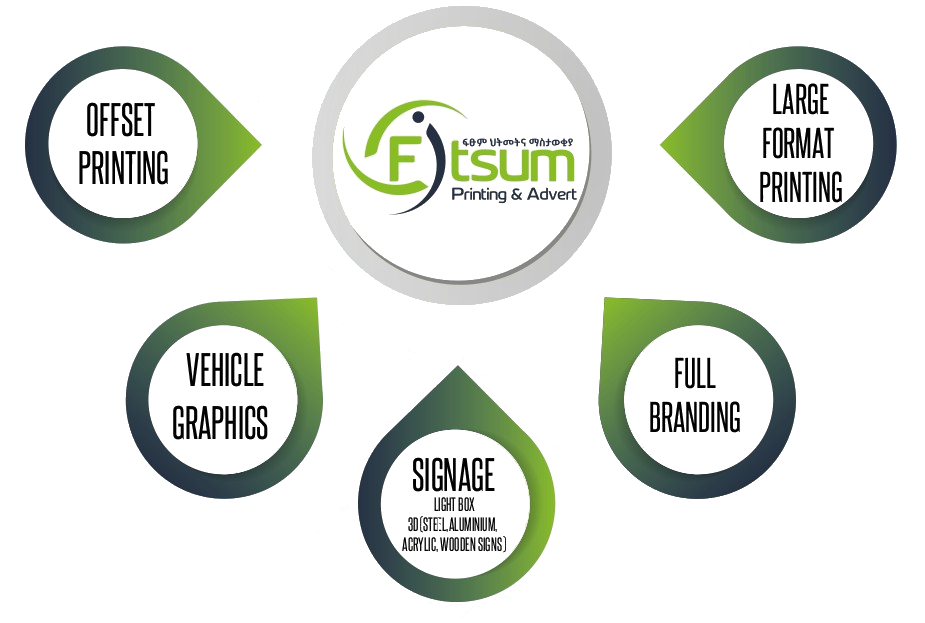 OFFSET
PRINTING
ፍፁም ህትመትና ማስታወቂያ
Fitsum
Printing & Advert
LARGE
FORMAT
PRINTING
VEHICLE
GRAPHICS
SIGNAGE
LIGHT BOX
3D(STEEL,ALUMINIUM,
ACRYLIC, WOODEN SIGNS)
FULL
BRANDING